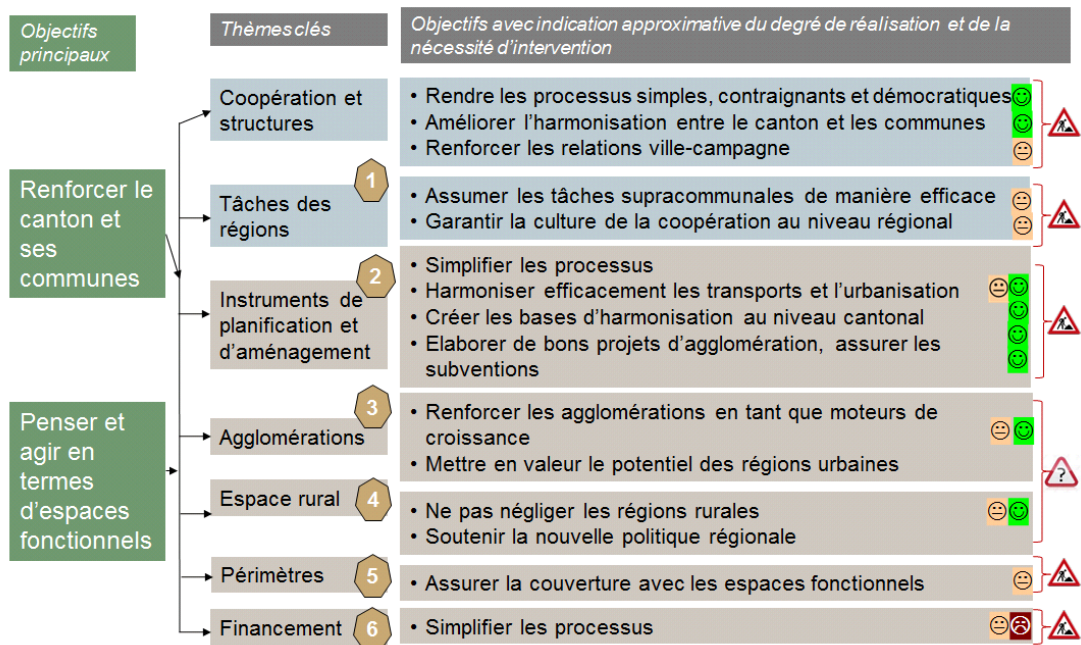 Objectifs
principaux
Thèmes clés
Objectifs avec indication approximative du degré de réalisation et de la
nécessité d'intervention
Renforcer le
canton et
ses
communes
Penser et
agir en
termes
d'espaces
fonctionnels
Coopération et
structures
• Rendre les processus simples, contraignants et démocratiques
• Améliorer l'harmonisation entre le canton et les communes
• Renforcer les relations ville-campagne
1
Tâches des
régions
• Assumer les tâches supracommunales de manière efficace
• Garantir la culture de la coopération au niveau régional
2
Instruments de
planification et
d'aménagement
• Simplifier les processus
• Harmoniser efficacement les transports et l'urbanisation
• Créer les bases d'harmonisation au niveau cantonal
• Elaborer de bons projets d'agglomération, assurer les
subventions
3
Agglomérations
• Renforcer les agglomérations en tant que moteurs de
croissance
• Mettre en valeur le potentiel des régions urbaines
?
Espace rural
4
• Ne pas négliger les régions rurales
• Soutenir la nouvelle politique régionale
Périmètres
5
• Assurer la couverture avec les espaces fonctionnels
Financement
6
• Simplifier les processus